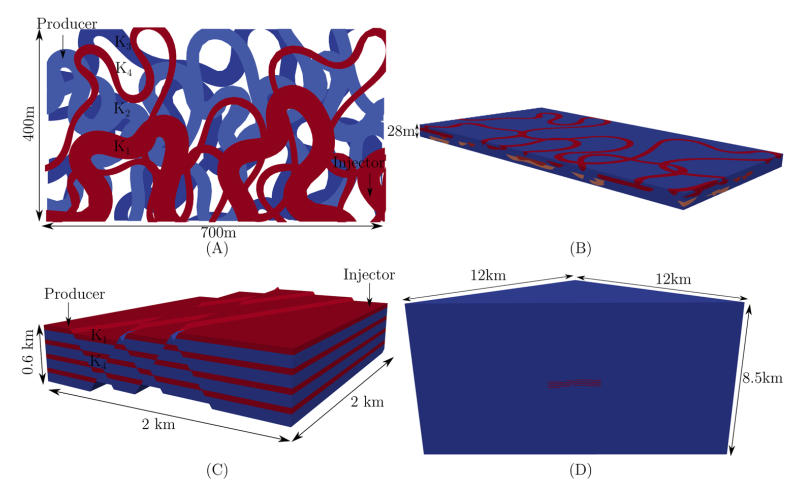 Producer
K3
K4
K2
K1
Injector
400m
700m
(A)
28m
(B)
Producer
Injector
K1
K4
0.6 km
2 km
2 km
(C)
12km
12km
8.5km
(D)